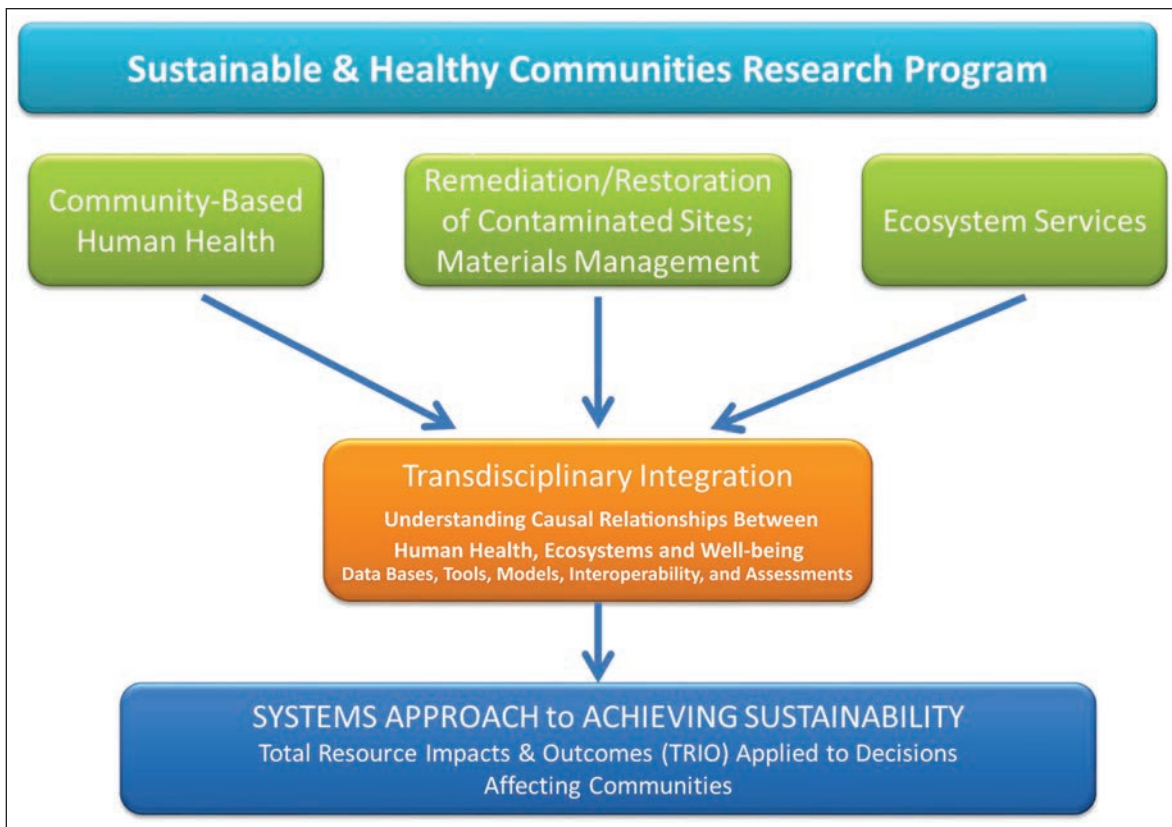 Sustainable & Healthy Communities Research Program
Community-Based
Human Health
Remediation/Restoration
of Contaminated Sites;
Materials Management
Ecosystem Services
Transdisciplinary Integration
Understanding Causal Relationships Between
Human Health, Ecosystems and Well-being
Data Bases, Tools, Models, Interoperability, and Assessments
SYSTEMS APPROACH to ACHIEVING SUSTAINABILITY
Total Resource Impacts & Outcomes (TRIO) Applied to Decisions
Affecting Communities